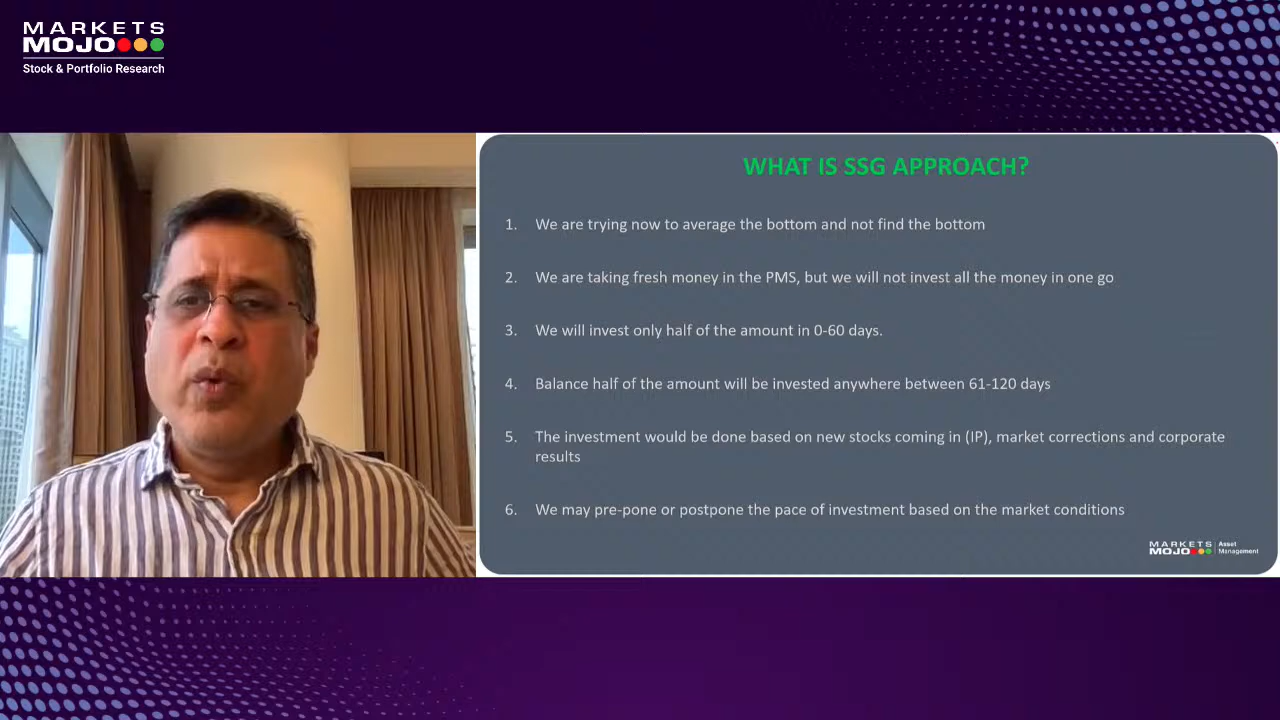 MARKETS
MOJO
Stock & Portfolio Research
WHAT IS SSG APPROACH?
1. We are trying now to average the bottom and not find the bottom
2. We are taking fresh money in the PMS, but we will not invest all the money in one go
3. We will invest only half of the amount in 0-60 days.
4. Balance half of the amount will be invested anywhere between 61-120 days
5. The investment would be done based on new stocks coming in (IP), market corrections and corporate
results
6. We may pre-pone or postpone the pace of investment based on the market conditions
MARKETS
MOJO
Asset
Management